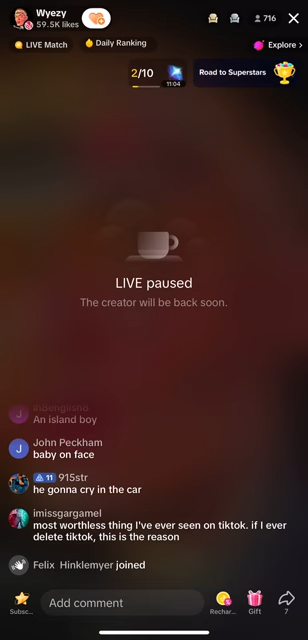 Wyezy
59.5K likes
716
LIVE Match
Daily Ranking
Explore >
2/10
11:04
Road to Superstars
LIVE paused
The creator will be back soon.
An island boy
J
John Peckham
baby on face
11 915str
he gonna cry in the car
imissgargamel
most worthless thing I've ever seen on tiktok. if I ever
delete tiktok, this is the reason
Felix Hinklemyer joined
Add comment
Subsc...
Rechar...
Gift
7